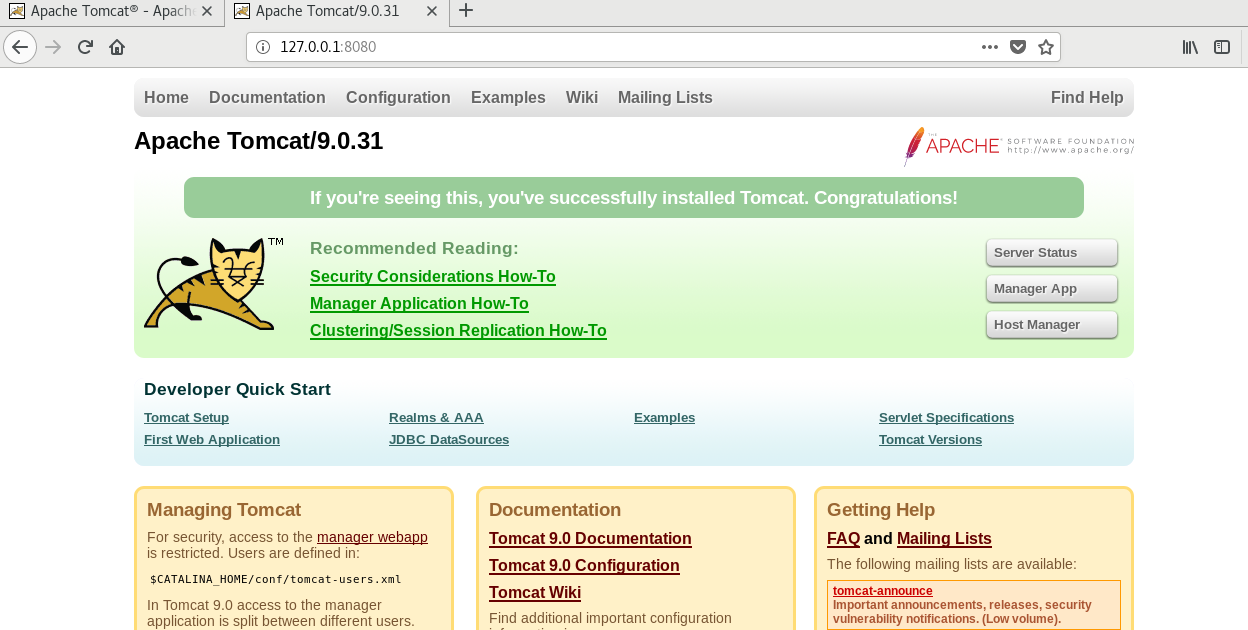 Apache Tomcat® - Apache
Apache Tomcat/9.0.31
127.0.0.1:8080
Home Documentation Configuration Examples Wiki Mailing Lists Find Help
Apache Tomcat/9.0.31
THE
APACHE SOFTWARE FOUNDATION
http://www.apache.org/
If you're seeing this, you've successfully installed Tomcat. Congratulations!
TM
Recommended Reading:
Security Considerations How-To
Manager Application How-To
Clustering/Session Replication How-To
Server Status
Manager App
Host Manager
Developer Quick Start
Tomcat Setup
First Web Application
Realms & AAA
JDBC DataSources
Examples
Servlet Specifications
Tomcat Versions
Managing Tomcat
For security, access to the manager webapp
is restricted. Users are defined in:
$CATALINA_HOME/conf/tomcat-users.xml
In Tomcat 9.0 access to the manager
application is split between different users.
Documentation
Tomcat 9.0 Documentation
Tomcat 9.0 Configuration
Tomcat Wiki
Find additional important configuration
Getting Help
FAQ and Mailing Lists
The following mailing lists are available:
tomcat-announce
Important announcements, releases, security
vulnerability notifications. (Low volume).